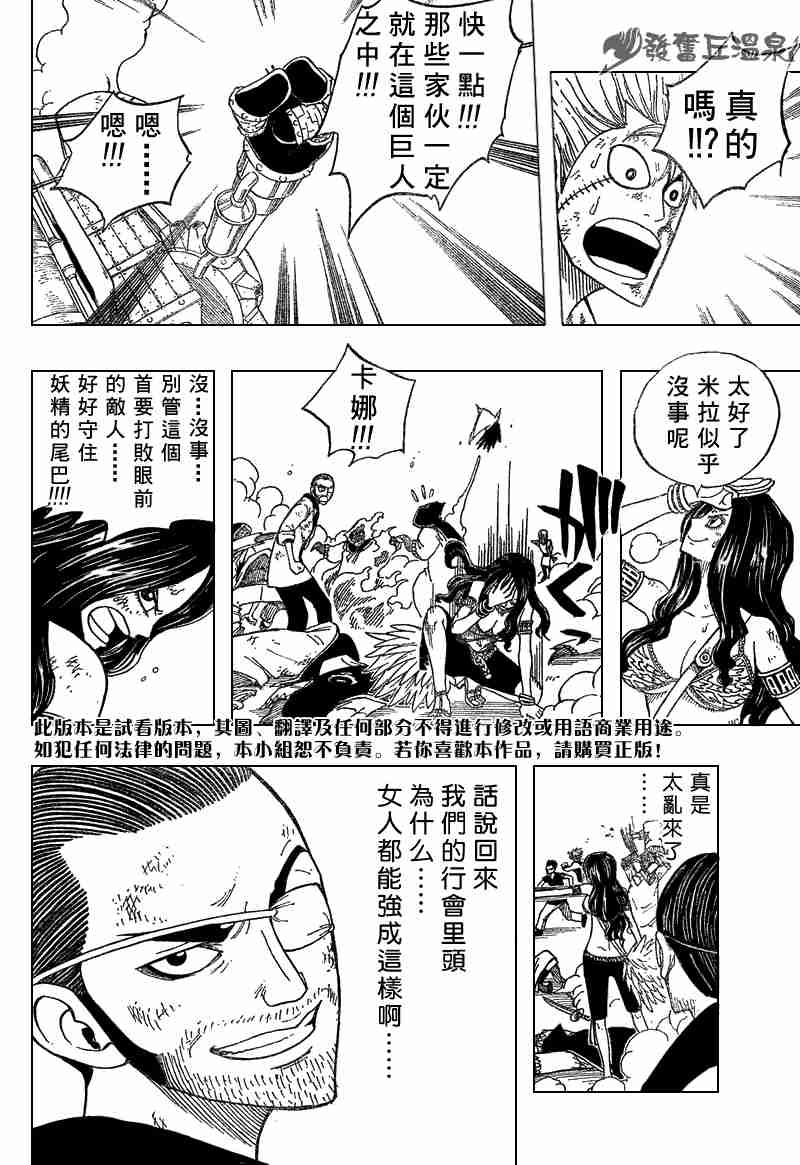 發奮丘溫泉
真的
嗎
!!?
快一點!!!
那些家伙一定
就在這個巨人
之中!!!
嗯……
嗯
!!!
太好了
米拉似乎
沒事呢
卡
娜
!!!
沒…沒事…
別管這個
首要打敗眼前
的敵人……
好好守住
妖精的尾巴!!!!
此版本是試看版本，其圖、翻譯及任何部分不得進行修改或用語商業用途。
如犯任何法律的問題，本小組恕不負責。若你喜歡本作品，請購買正版!
真是
太亂來了
……
話說回來
我們的行會里頭
為什么……
女人都能強成這樣啊……